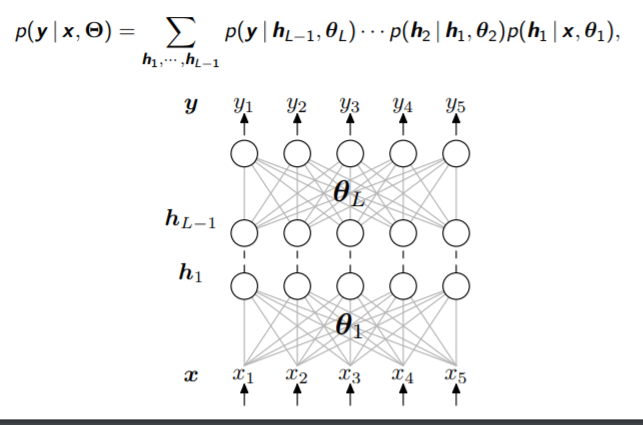 p(y | x, Θ) = ∑ p(y | h_{L−1}, θ_L) ⋯ p(h_2 | h_1, θ_2)p(h_1 | x, θ_1),
h_1, ⋯ , h_{L−1}
y y_1 y_2 y_3 y_4 y_5
θ_L
h_{L−1}
h_1
θ_1
x x_1 x_2 x_3 x_4 x_5